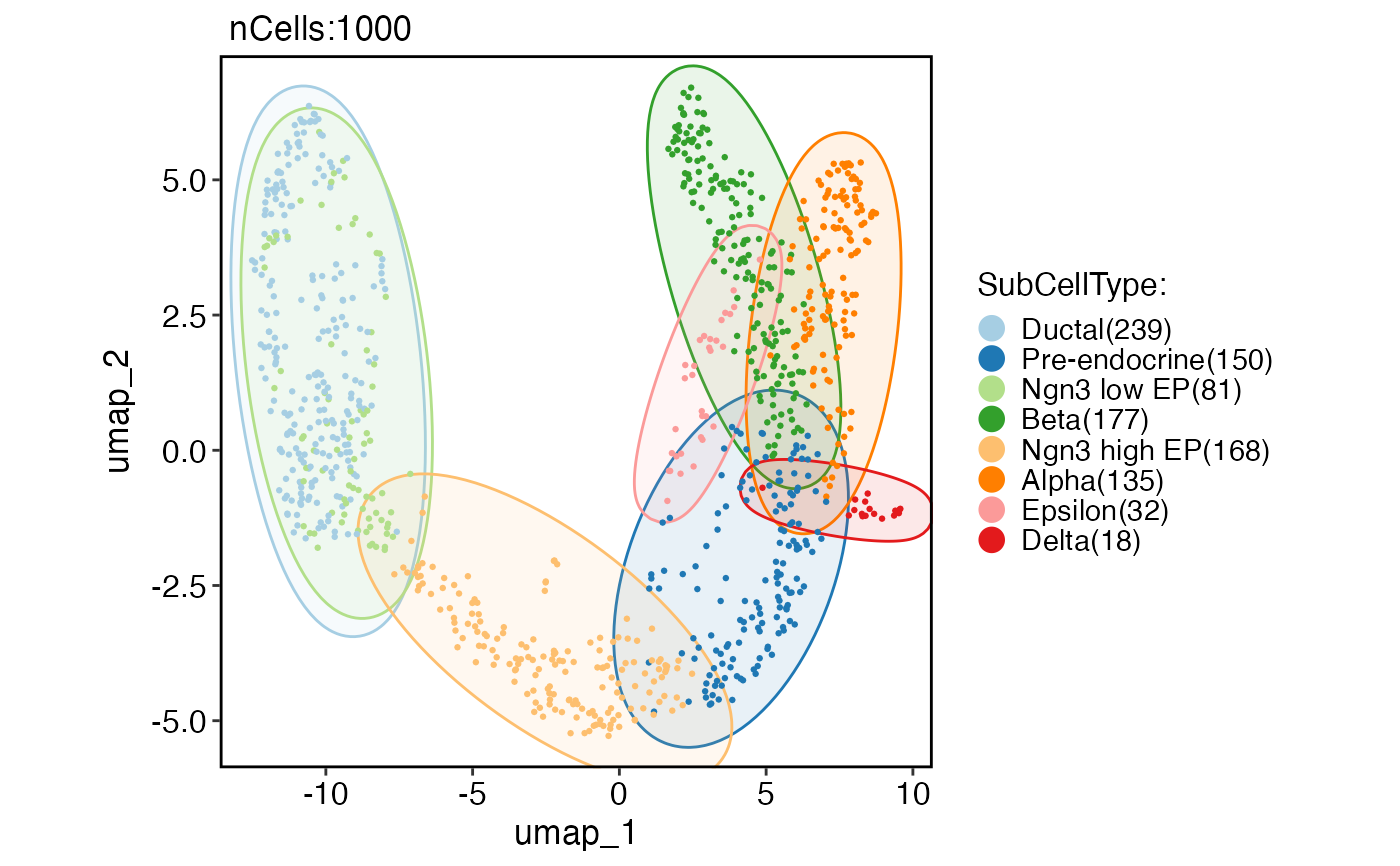 nCells:1000
5.0
2.5
0.0
-2.5
-5.0
umap_2
-10
-5
0
5
10
umap_1
SubCellType:
Ductal(239)
Pre-endocrine(150)
Ngn3 low EP(81)
Beta(177)
Ngn3 high EP(168)
Alpha(135)
Epsilon(32)
Delta(18)